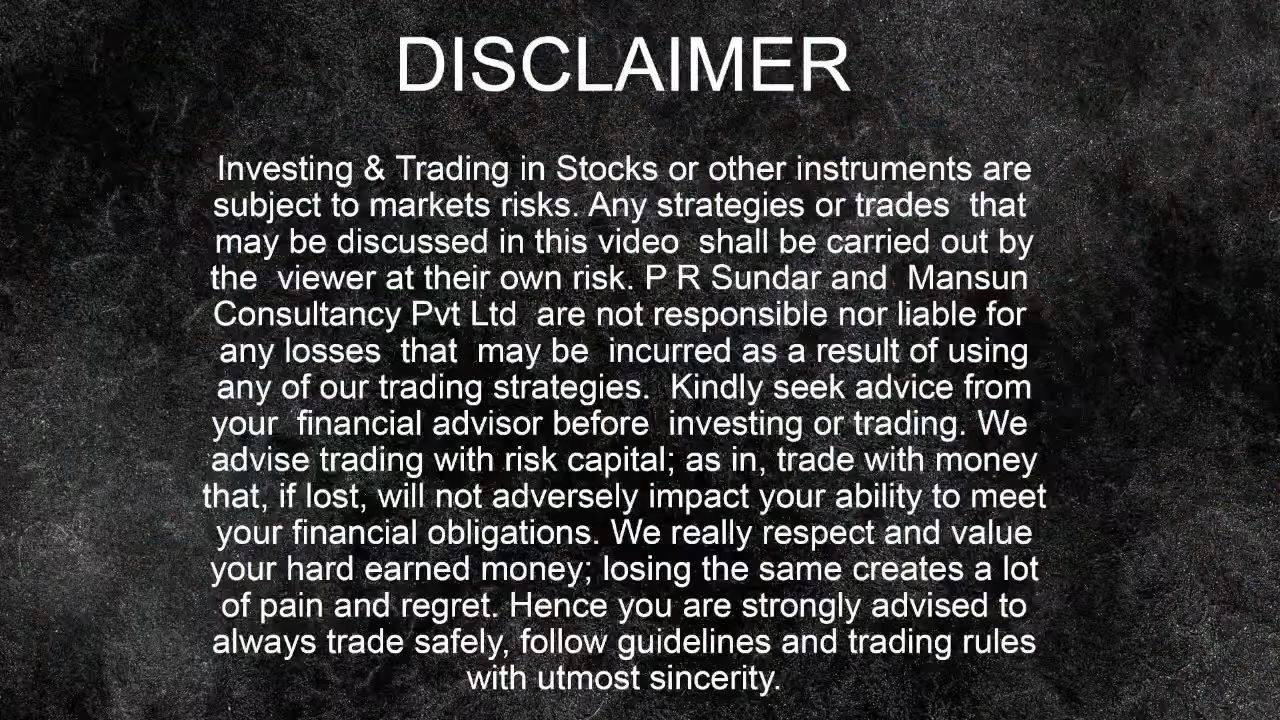 DISCLAIMER
Investing & Trading in Stocks or other instruments are
subject to markets risks. Any strategies or trades  that
may be discussed in this video  shall be carried out by
the  viewer at their own risk. P R Sundar and  Mansun
Consultancy Pvt Ltd  are not responsible nor liable for
any losses  that  may be  incurred as a result of using
any of our trading strategies.  Kindly seek advice from
your  financial advisor before  investing or trading. We
advise trading with risk capital; as in, trade with money
that, if lost, will not adversely impact your ability to meet
your financial obligations. We really respect and value
your hard earned money; losing the same creates a lot
of pain and regret. Hence you are strongly advised to
always trade safely, follow guidelines and trading rules
with utmost sincerity.